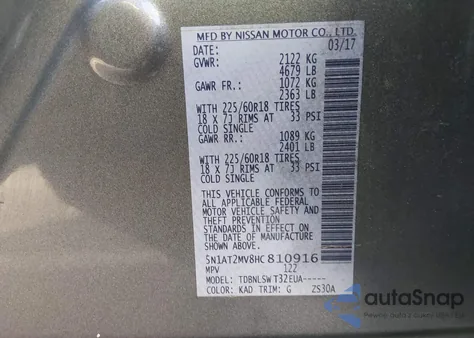 MFD BY NISSAN MOTOR CO., LTD.
DATE: 03/17
GVWR: 2122 KG
4679 LB
GAWR FR.: 1072 KG
2363 LB
WITH 225/60R18 TIRES
18 X 7J RIMS AT 33 PSI
COLD SINGLE
GAWR RR.: 1089 KG
2401 LB
WITH 225/60R18 TIRES
18 X 7J RIMS AT 33 PSI
COLD SINGLE
THIS VEHICLE CONFORMS TO
ALL APPLICABLE FEDERAL
MOTOR VEHICLE SAFETY AND
THEFT PREVENTION
STANDARDS IN EFFECT ON
THE DATE OF MANUFACTURE
SHOWN ABOVE
5N1AT2MV8HC810916
MPV 122
MODEL: TDBNLSWT32EUA-----
COLOR: KAD TRIM: G ZS30A
autoSnap